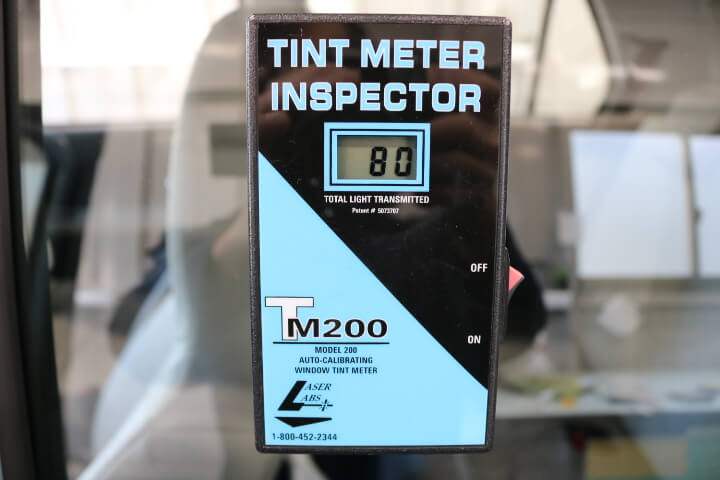 TINT METER
INSPECTOR
80
TOTAL LIGHT TRANSMITTED
Patent # 5073707
OFF
ON
TM200
MODEL 200
AUTO-CALIBRATING
WINDOW TINT METER
LASER
LABS
1-800-452-2344